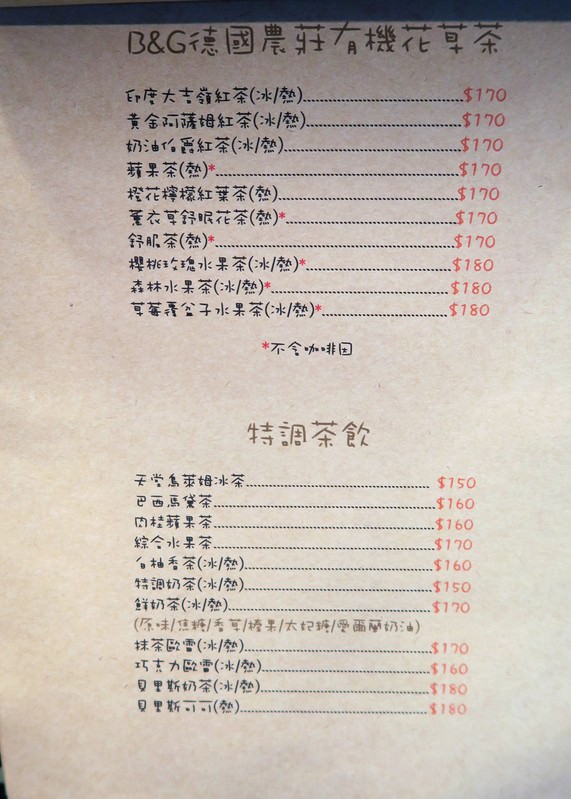 B&G德國農莊有機花草茶
印度大吉嶺紅茶(冰/熱)$170
黃金阿薩姆紅茶(冰/熱)$170
奶油伯爵紅茶(冰/熱)$170
蘋果茶(熱)*$170
橙花檸檬紅葉茶(熱)$170
薰衣草舒眠花茶(熱)*$170
舒服茶(熱)*$170
櫻桃玫瑰水果茶(冰/熱)*$180
森林水果茶(冰/熱)*$180
草莓覆盆子水果茶(冰/熱)*$180
*不含咖啡因
特調茶飲
天堂鳥萊姆冰茶$150
巴西馬黛茶$160
肉桂蘋果茶$160
綜合水果茶$170
白柚香茶(冰/熱)$160
特調奶茶(冰/熱)$150
鮮奶茶(冰/熱)$170
(原味/焦糖/香草/榛果/太妃糖/愛爾蘭奶油)
抹茶歐蕾(冰/熱)$170
巧克力歐蕾(冰/熱)$160
貝里斯奶茶(冰/熱)$180
貝里斯可可(熱)$180